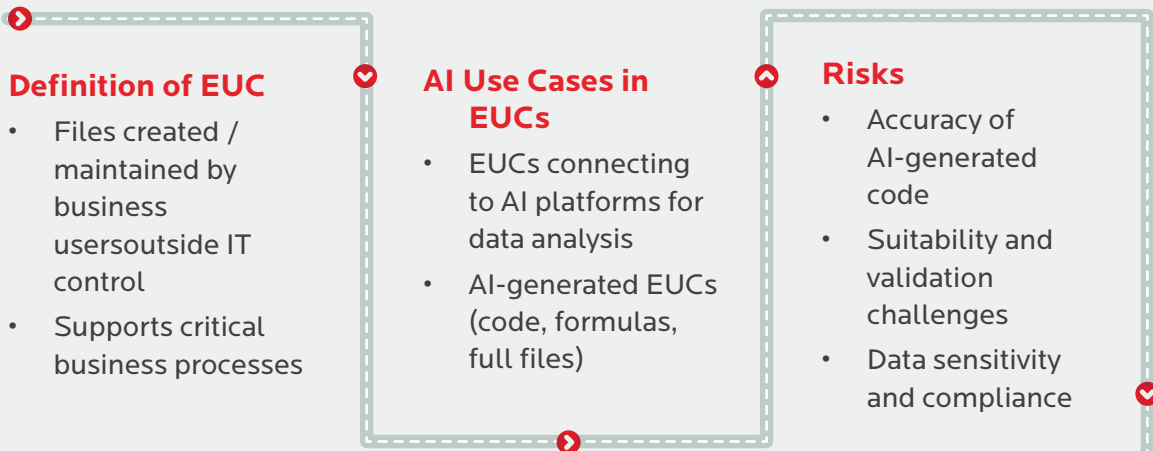 Definition of EUC
• Files created /
maintained by
business
usersoutside IT
control
• Supports critical
business processes
AI Use Cases in
EUCs
• EUCs connecting
to AI platforms for
data analysis
• AI-generated EUCs
(code, formulas,
full files)
Risks
• Accuracy of
AI-generated
code
• Suitability and
validation
challenges
• Data sensitivity
and compliance